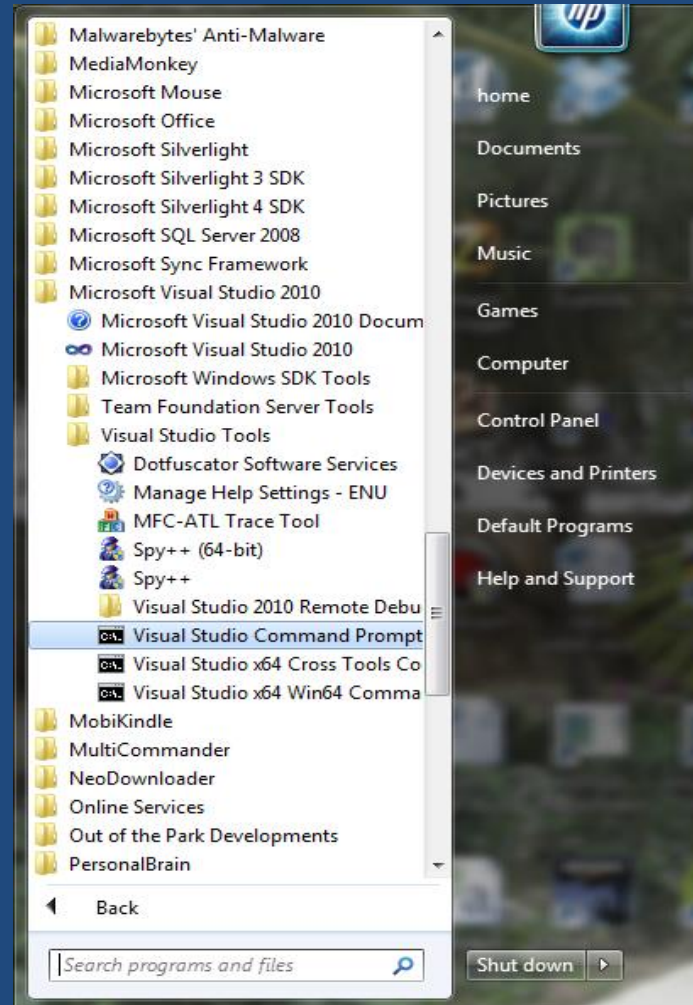 Malwarebytes' Anti-Malware
MediaMonkey
Microsoft Mouse
Microsoft Office
Microsoft Silverlight
Microsoft Silverlight 3 SDK
Microsoft Silverlight 4 SDK
Microsoft SQL Server 2008
Microsoft Sync Framework
Microsoft Visual Studio 2010
Microsoft Visual Studio 2010 Docum
Microsoft Visual Studio 2010
Microsoft Windows SDK Tools
Team Foundation Server Tools
Visual Studio Tools
Dotfuscator Software Services
Manage Help Settings - ENU
MFC-ATL Trace Tool
Spy++ (64-bit)
Spy++
Visual Studio 2010 Remote Debu
Visual Studio Command Prompt
Visual Studio x64 Cross Tools Co
Visual Studio x64 Win64 Comma
MobiKindle
MultiCommander
NeoDownloader
Online Services
Out of the Park Developments
PersonalBrain
Back
Search programs and files
hp
home
Documents
Pictures
Music
Games
Computer
Control Panel
Devices and Printers
Default Programs
Help and Support
Shut down